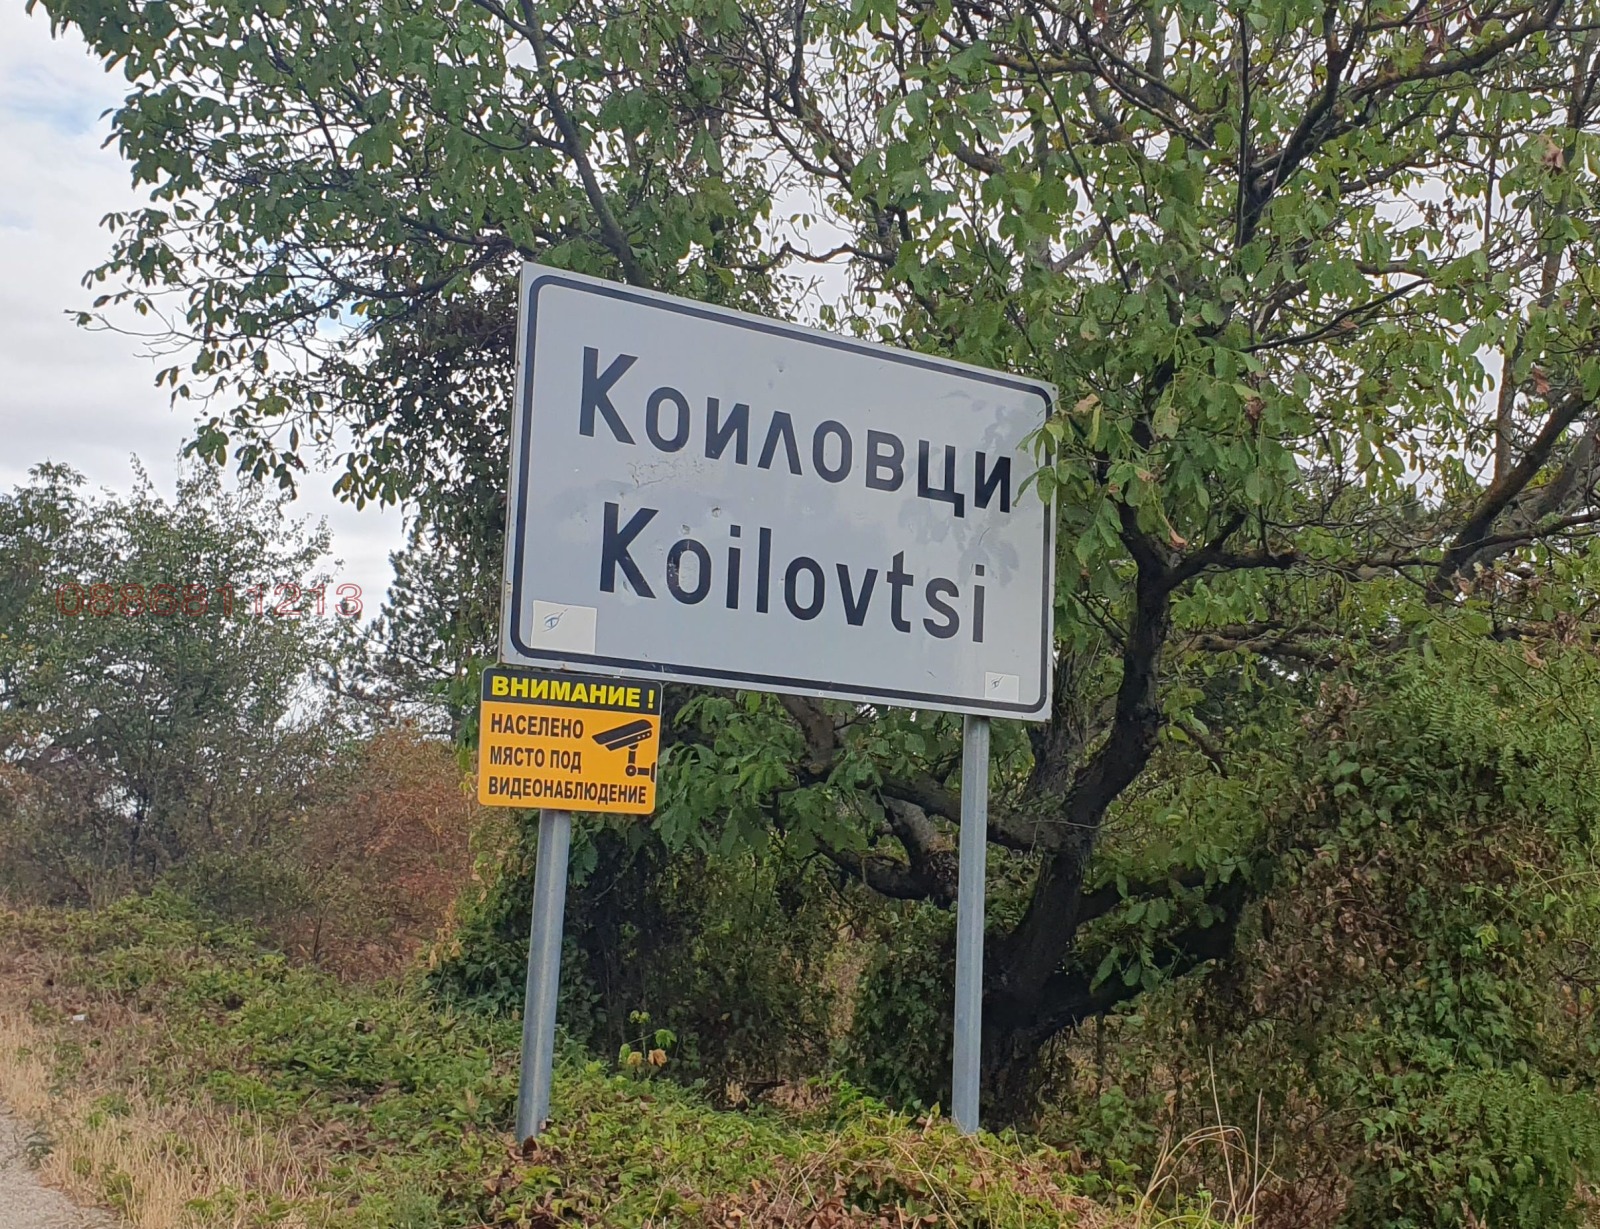 Коиловци
Koilovtsi
0886811213
ВНИМАНИЕ !
НАСЕЛЕНО
МЯСТО ПОД
ВИДЕОНАБЛЮДЕНИЕ